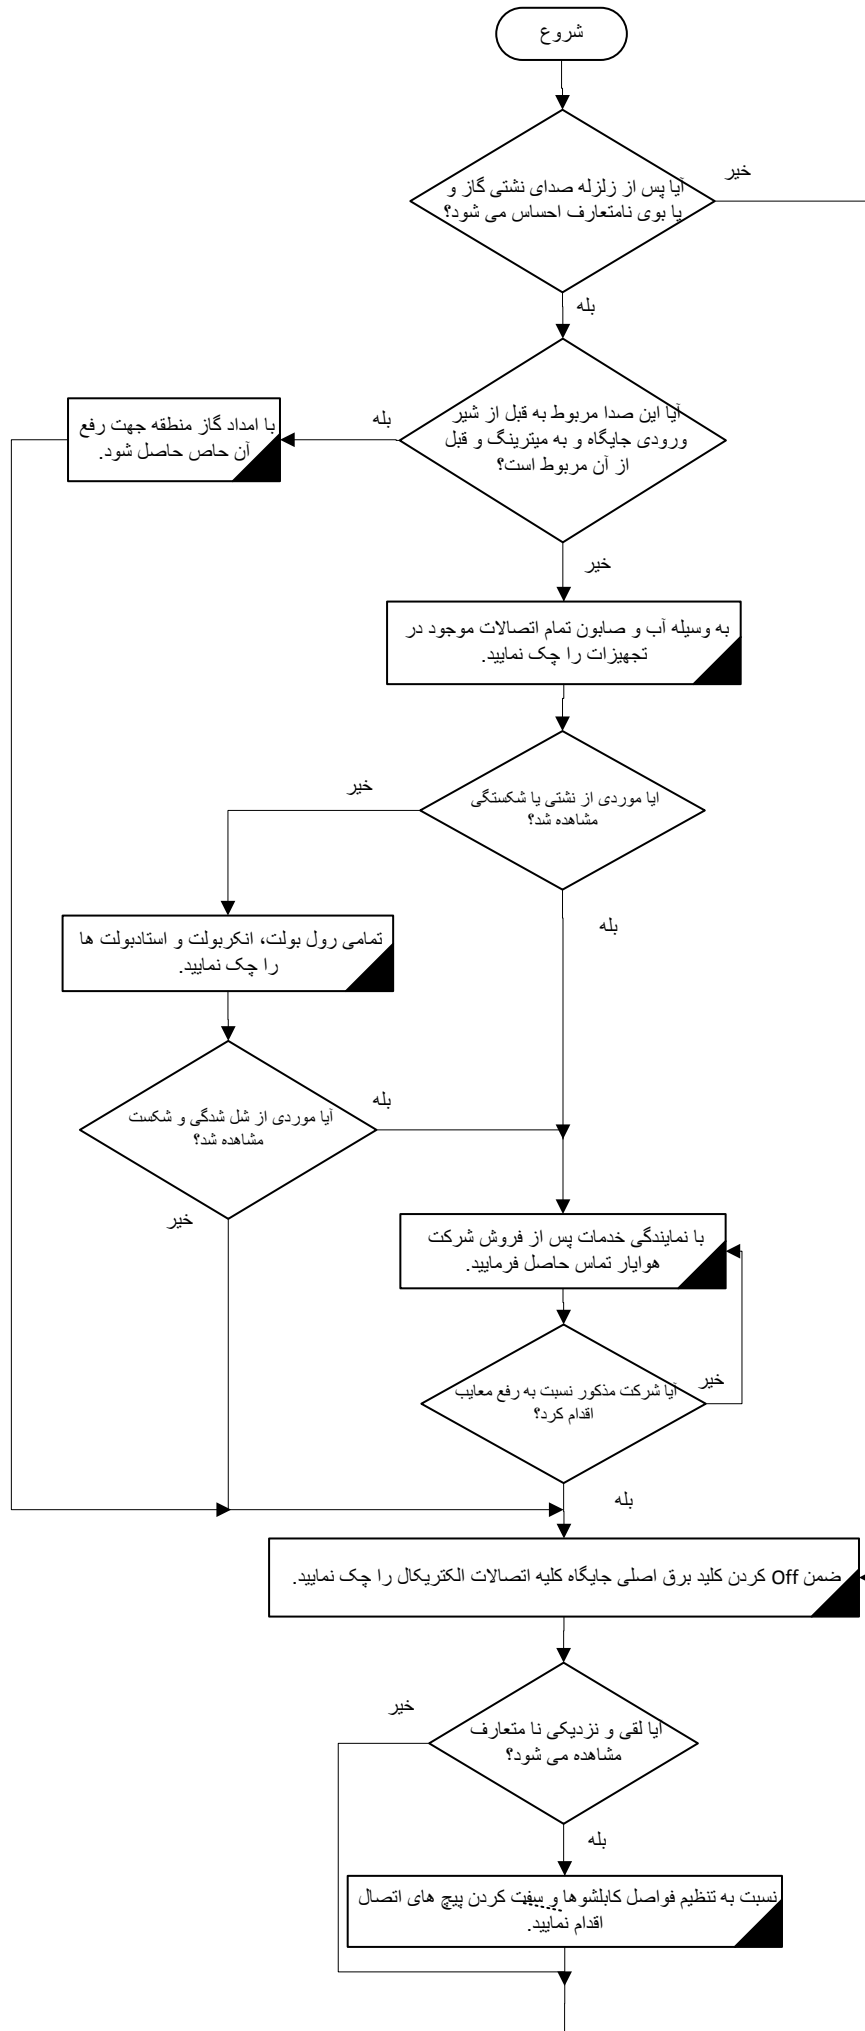 شروع
آیا پس از زلزله صدای نشتی گاز و
یا بوی نامتعارف احساس می شود؟
خیر
بله
آیا این صدا مربوط به قبل از شیر
ورودی جایگاه و به میترینگ و قبل
از آن مربوط است؟
بله
با امداد گاز منطقه جهت رفع
آن حاص حاصل شود.
خیر
به وسیله آب و صابون تمام اتصالات موجود در
تجهیزات را چک نمایید.
ایا موردی از نشتی یا شکستگی
مشاهده شد؟
خیر
بله
تمامی رول بولت، انکربولت و استادبولت ها
را چک نمایید.
آیا موردی از شل شدگی و شکست
مشاهده شد؟
بله
خیر
با نمایندگی خدمات پس از فروش شرکت
هوایار تماس حاصل فرمایید.
آیا شرکت مذکور نسبت به رفع معایب
اقدام کرد؟
خیر
بله
ضمن Off کردن کلید برق اصلی جایگاه کلیه اتصالات الکتریکال را چک نمایید.
ایا لقی و نزدیکی نا متعارف
مشاهده می شود؟
خیر
بله
نسبت به تنظیم فواصل کابلشوها و سفت کردن پیچ های اتصال
اقدام نمایید.